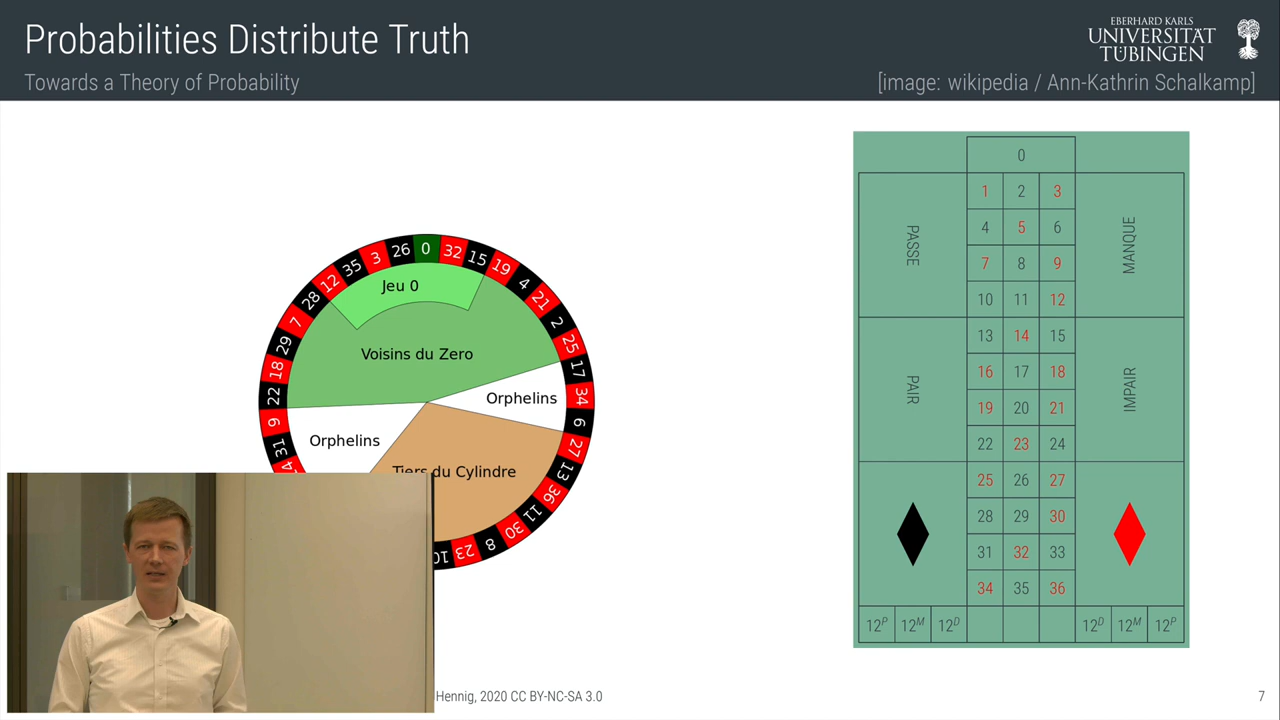 Probabilities Distribute Truth
Towards a Theory of Probability
EBERHARD KARLS
UNIVERSITÄT
TÜBINGEN
[image: wikipedia / Ann-Kathrin Schalkamp]
0 32 15 19 4 21 2 25 17 34 6 27 13 36 11 30 8 23 10
31 9 22 18 29 7 28 12 35 3 26
Jeu 0
Voisins du Zero
Orphelins
Orphelins
Tiers du Cylindre
0
PASSE
MANQUE
PAIR
IMPAIR
1 2 3
4 5 6
7 8 9
10 11 12
13 14 15
16 17 18
19 20 21
22 23 24
25 26 27
28 29 30
31 32 33
34 35 36
12P 12M 12D 12D 12M 12P
Hennig, 2020 CC BY-NC-SA 3.0
7